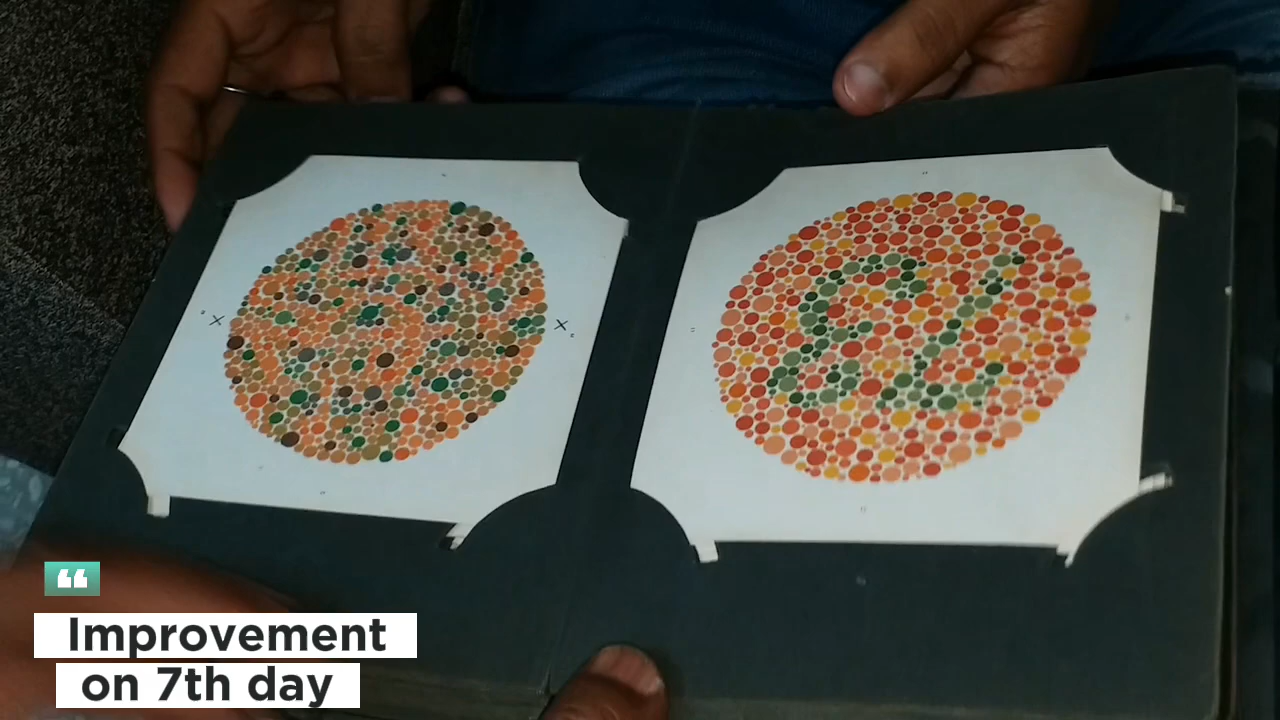 ❝
Improvement
on 7th day
× ×